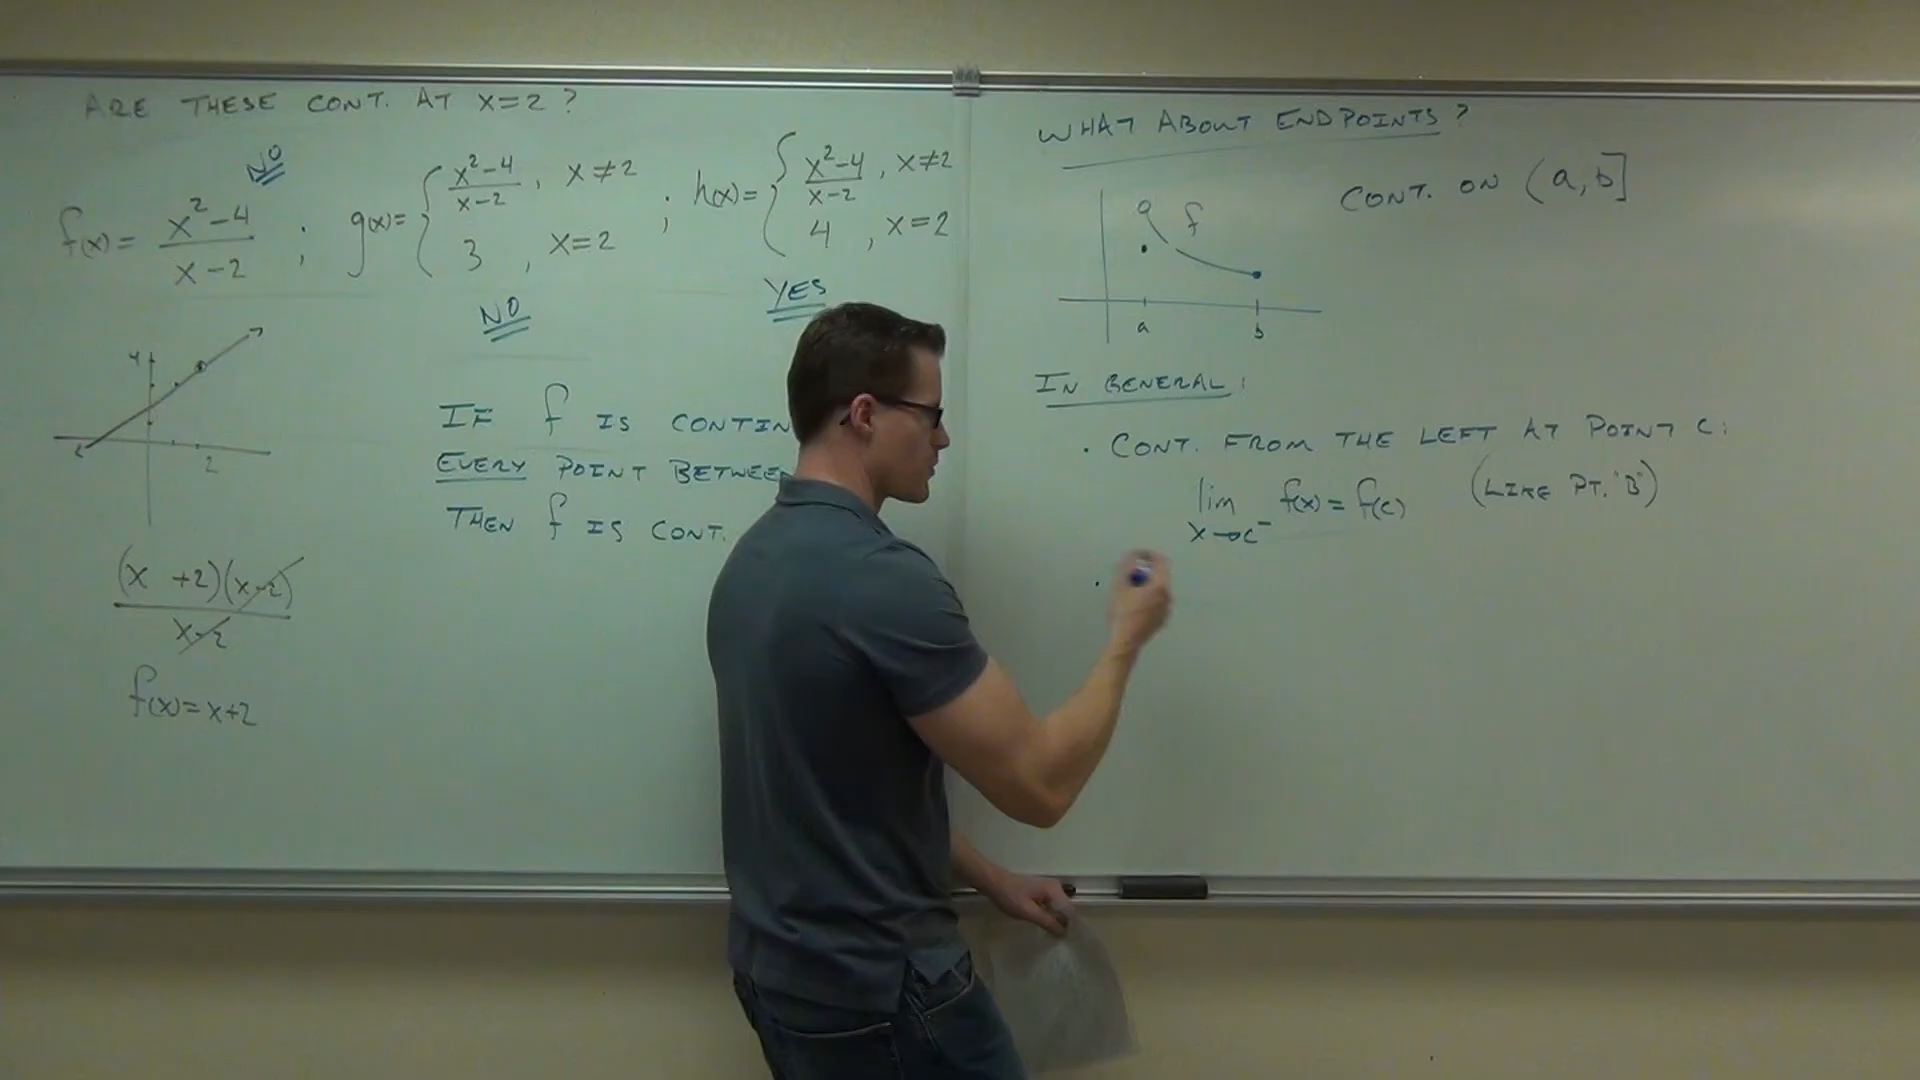 ARE THESE CONT. AT X=2?
NO
f(x) = x²-4 / x-2 ; g(x) = { x²-4 / x-2 , x≠2 ; h(x) = { x²-4 / x-2 , x≠2
3 , x=2
4 , x=2
NO
YES
4
2
IF f IS CONTIN
EVERY POINT BETWEE
THEN f IS CONT.
(x +2)(x-2)
x-2
f(x)=x+2
WHAT ABOUT ENDPOINTS?
CONT. ON (a,b]
f
a b
IN GENERAL:
• CONT. FROM THE LEFT AT POINT C:
lim f(x) = f(c) (LIKE PT. "B")
x→c⁻
•